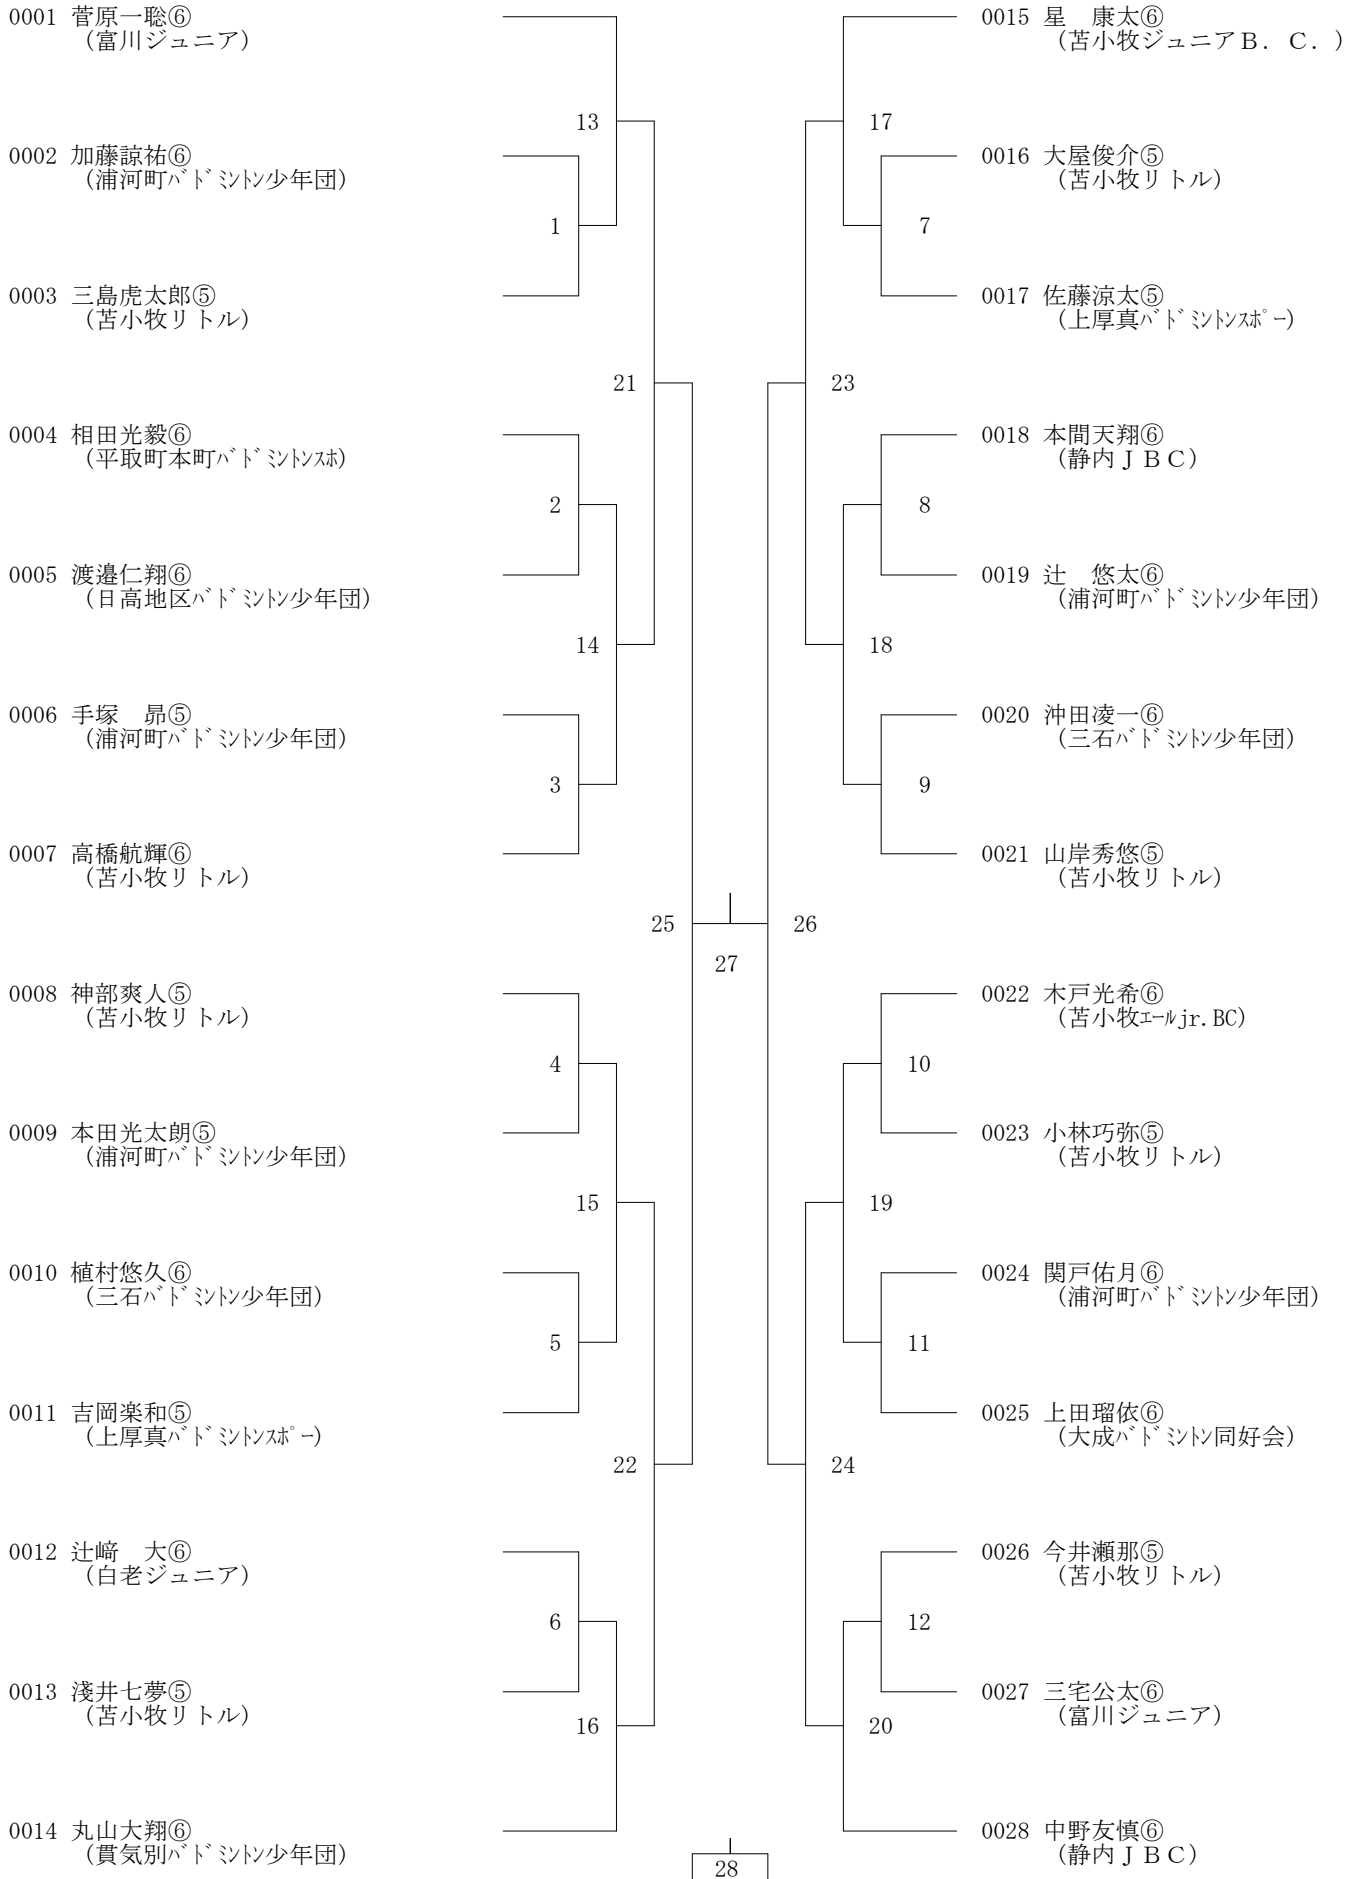 0001 菅原一聡⑥
(富川ジュニア)
0002 加藤諒祐⑥
(浦河町バドミントン少年団)
0003 三島虎太郎⑤
(苫小牧リトル)
0004 相田光毅⑥
(平取町本町バドミントンスポ)
0005 渡邉仁翔⑥
(日高地区バドミントン少年団)
0006 手塚　昴⑤
(浦河町バドミントン少年団)
0007 高橋航輝⑥
(苫小牧リトル)
0008 神部爽人⑤
(苫小牧リトル)
0009 本田光太朗⑤
(浦河町バドミントン少年団)
0010 植村悠久⑥
(三石バドミントン少年団)
0011 吉岡楽和⑤
(上厚真バドミントンスポー)
0012 辻﨑　大⑥
(白老ジュニア)
0013 淺井七夢⑤
(苫小牧リトル)
0014 丸山大翔⑥
(貫気別バドミントン少年団)
13
1
21
2
14
3
25
4
15
5
22
6
16
27
28
26
17
7
23
8
18
9
10
19
11
24
12
20
0015 星　康太⑥
(苫小牧ジュニアＢ．Ｃ．)
0016 大屋俊介⑤
(苫小牧リトル)
0017 佐藤涼太⑤
(上厚真バドミントンスポー)
0018 本間天翔⑥
(静内ＪＢＣ)
0019 辻　悠太⑥
(浦河町バドミントン少年団)
0020 沖田凌一⑥
(三石バドミントン少年団)
0021 山岸秀悠⑤
(苫小牧リトル)
0022 木戸光希⑥
(苫小牧エールjr.BC)
0023 小林巧弥⑤
(苫小牧リトル)
0024 関戸佑月⑥
(浦河町バドミントン少年団)
0025 上田瑠依⑥
(大成バドミントン同好会)
0026 今井瀬那⑤
(苫小牧リトル)
0027 三宅公太⑥
(富川ジュニア)
0028 中野友慎⑥
(静内ＪＢＣ)